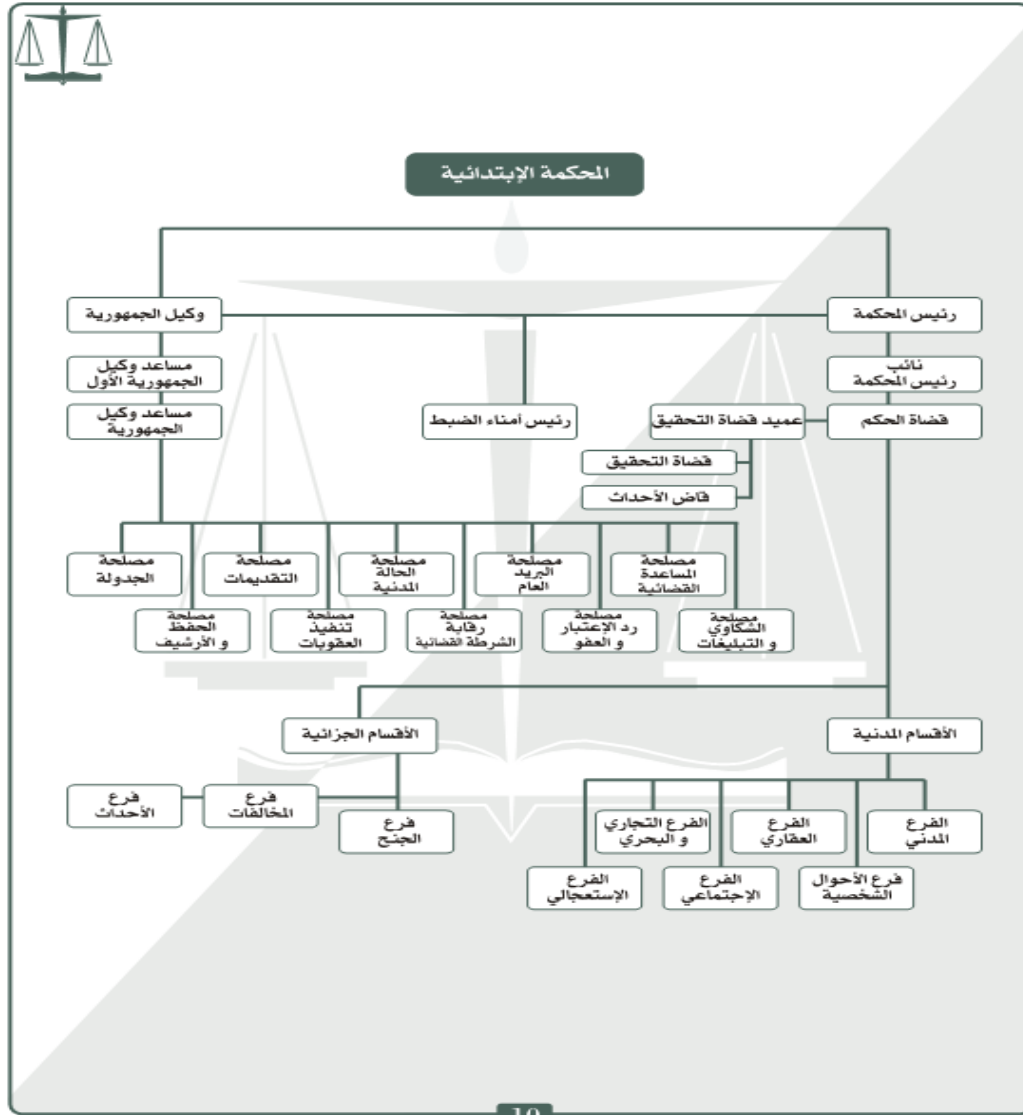 المحكمة الإبتدائية
رئيس المحكمة
وكيل الجمهورية
نائب
رئيس المحكمة
مساعد وكيل
الجمهورية الأول
قضاة الحكم
عميد قضاة التحقيق
رئيس أمناء الضبط
مساعد وكيل
الجمهورية
قضاة التحقيق
قاض الأحداث
مصلحة
المساعدة
القضائية
مصلحة
البريد
العام
مصلحة
الحالة
المدنية
مصلحة
التقديمات
مصلحة
الجدولة
مصلحة
الشكاوي
و التبليغات
مصلحة
رد الإعتبار
و العفو
مصلحة
رقابة
الشرطة القضائية
مصلحة
تنفيذ
العقوبات
مصلحة
الحفظ
و الأرشيف
الأقسام المدنية
الأقسام الجزائية
الفرع
المدني
الفرع
العقاري
الفرع التجاري
و البحري
فرع
الجنح
فرع
المخالفات
فرع
الأحداث
فرع الأحوال
الشخصية
الفرع
الإجتماعي
الفرع
الإستعجالي
10